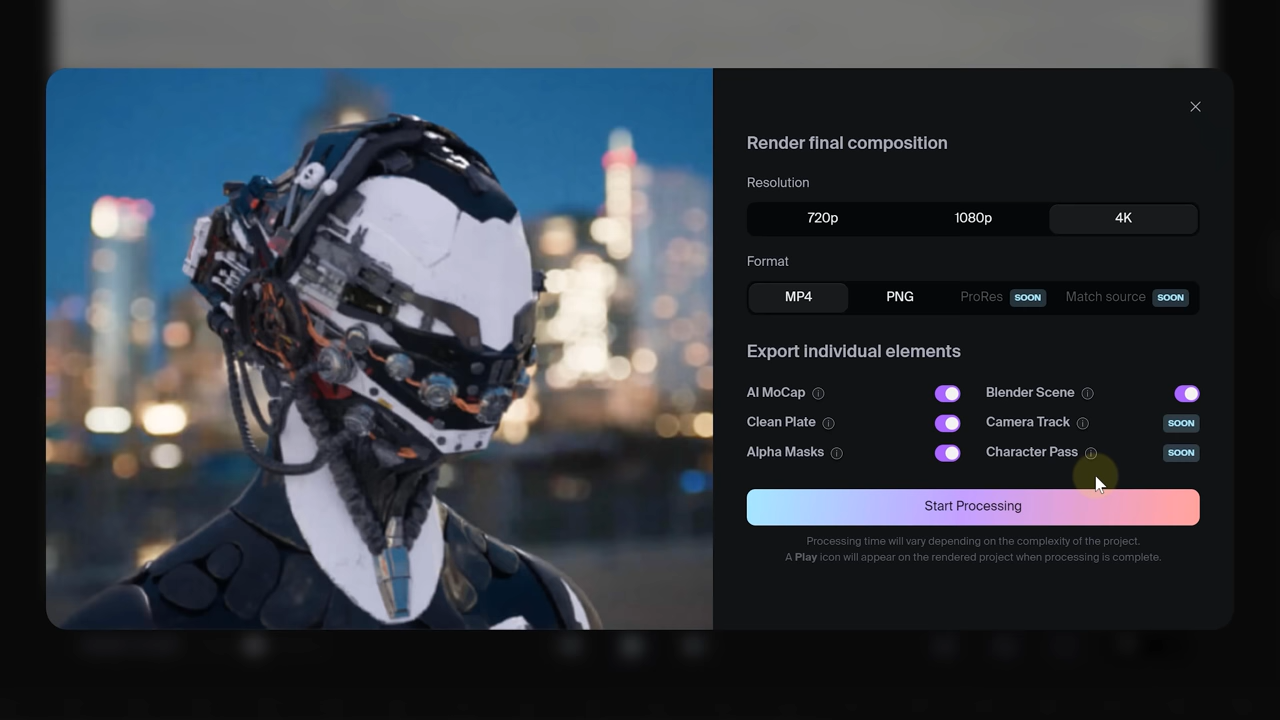 Render final composition
Resolution
720p 1080p 4K
Format
MP4 PNG ProRes SOON Match source SOON
Export individual elements
AI MoCap Blender Scene
Clean Plate Camera Track SOON
Alpha Masks Character Pass SOON
Start Processing
Processing time will vary depending on the complexity of the project.
A Play icon will appear on the rendered project when processing is complete.